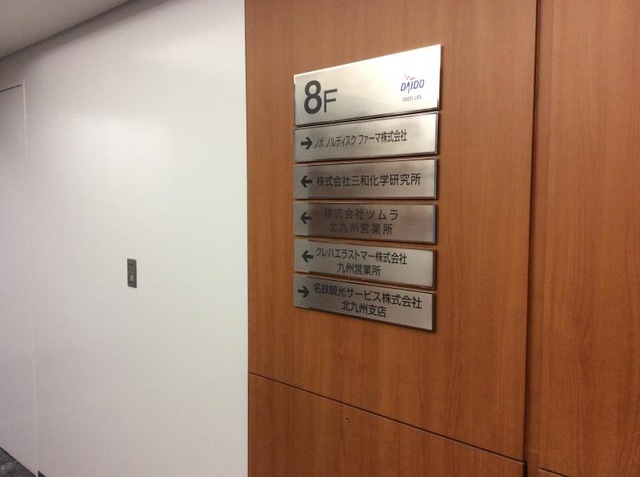 8F
DAIDO
DAIDO LIFE
→ ノボ ノルディスク ファーマ株式会社
← 株式会社三和化学研究所
← 株式会社ツムラ
北九州営業所
← クレハエラストマー株式会社
九州営業所
→ 名鉄観光サービス株式会社
北九州支店